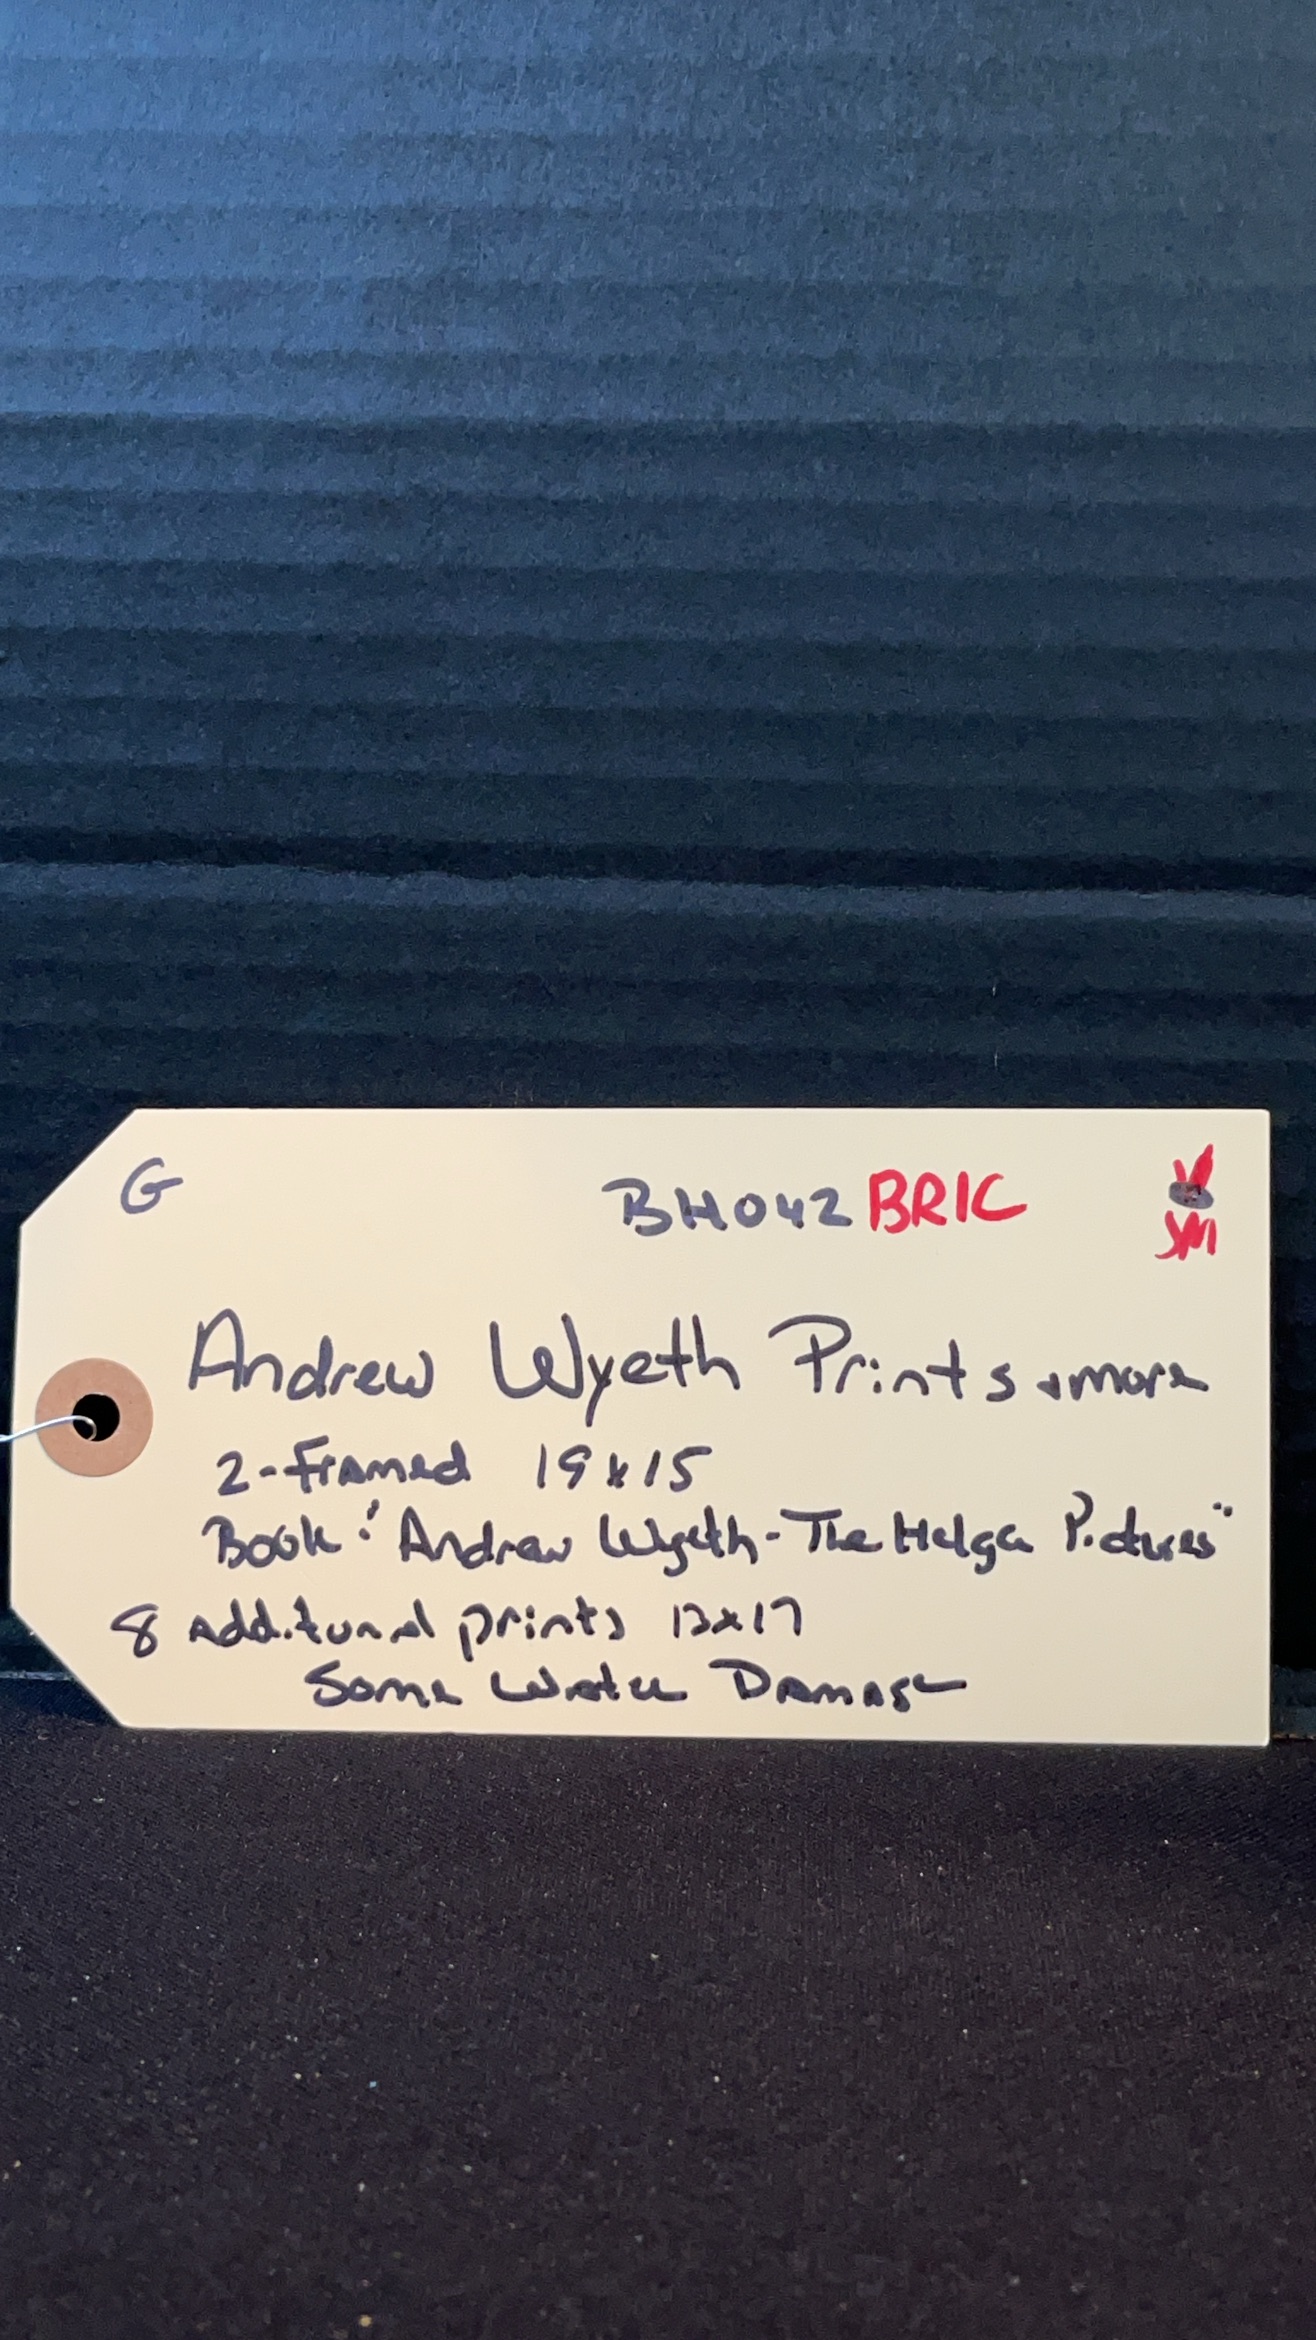 G
BH042 BRIC
SM
Andrew Wyeth Prints + more
2-Framed 19x15
Book: "Andrew Wyeth - The Helga Pictures"
8 Additional prints 13x17
Some Water Damage